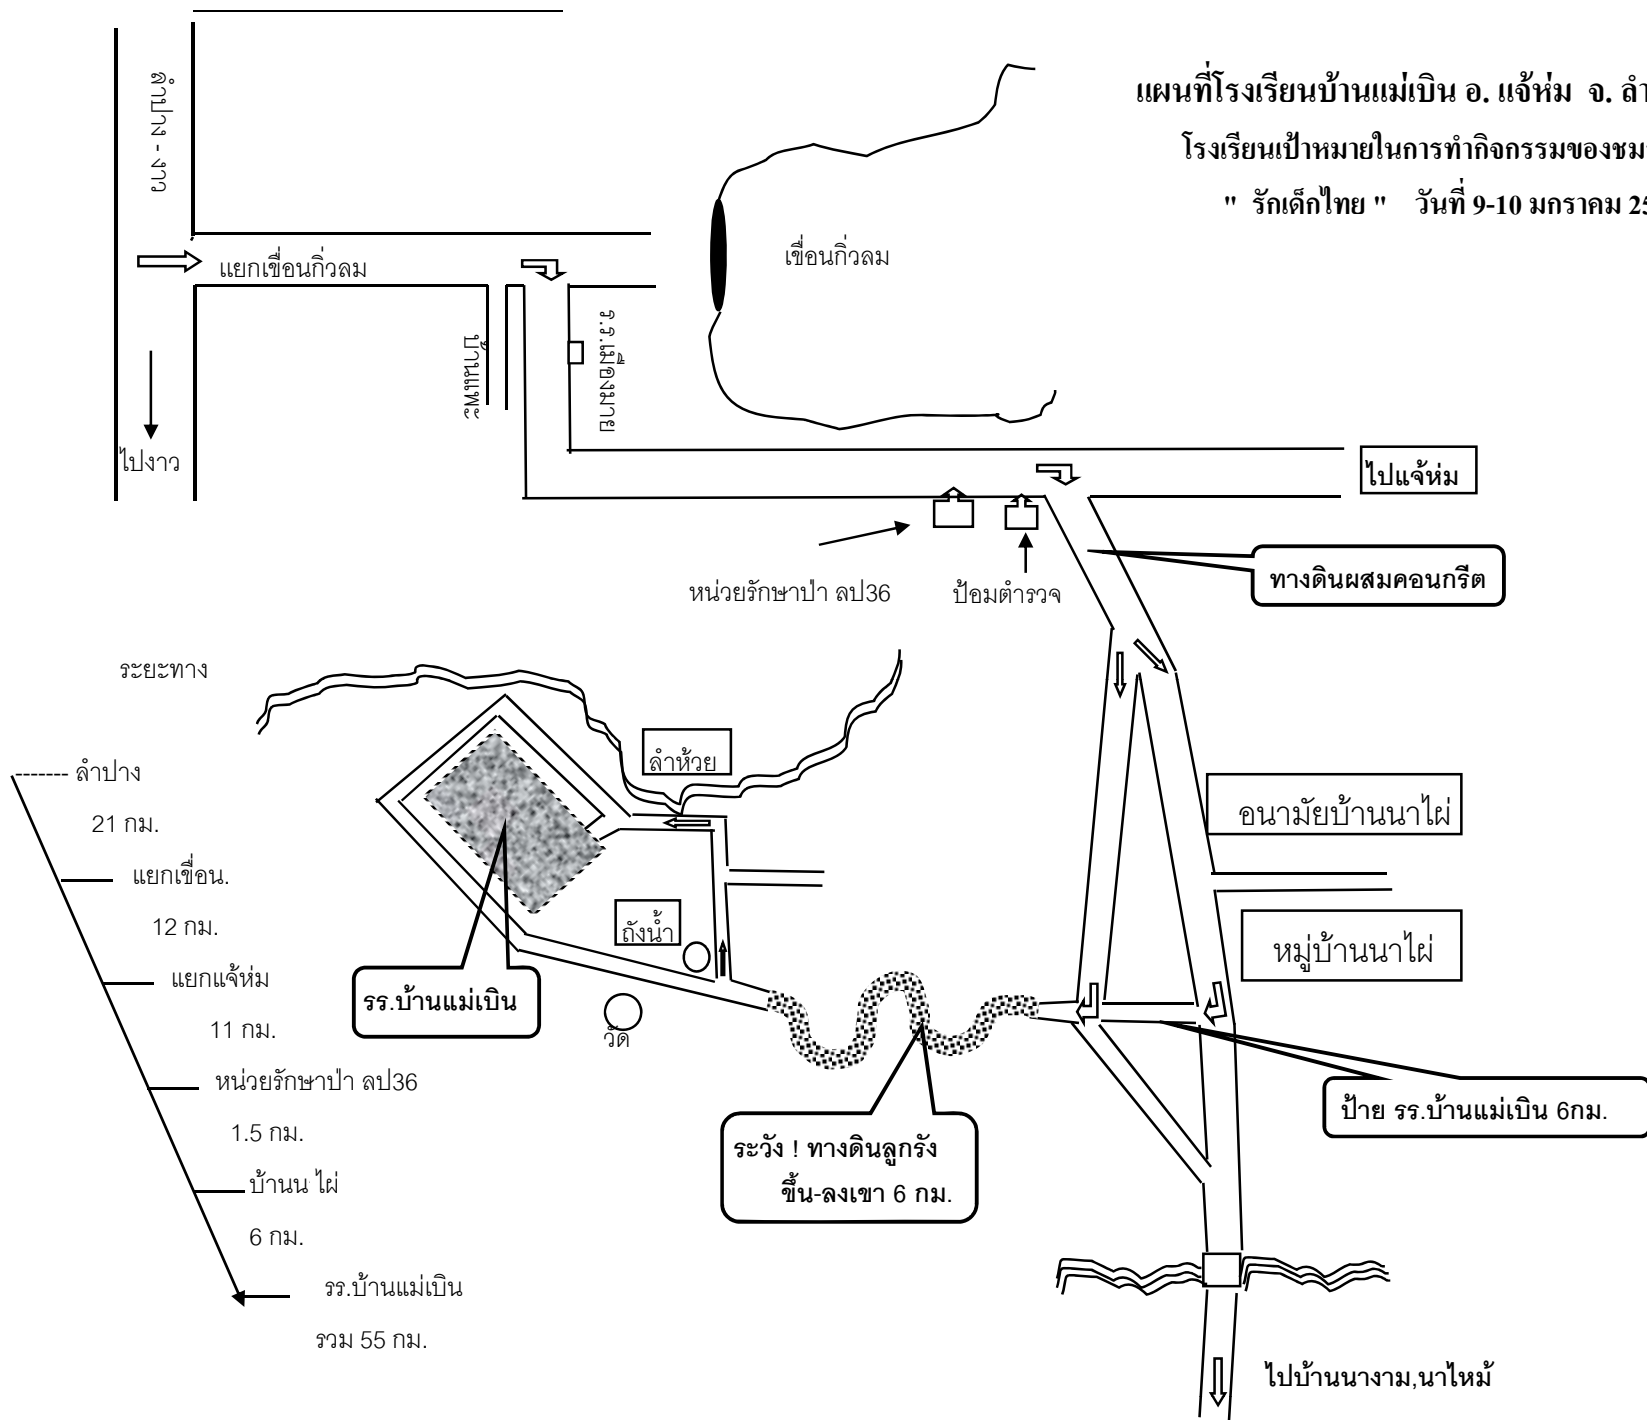 แผนที่โรงเรียนบ้านแม่เบิน อ. แจ้ห่ม จ. ลำ
โรงเรียนเป้าหมายในการทำกิจกรรมของชม
" รักเด็กไทย " วันที่ 9-10 มกราคม 25
ลำปาง - งาว
แยกเขื่อนกิ่วลม
เขื่อนกิ่วลม
บ้านแพะ
ร.ร.เมืองมาย
ไปงาว
ไปแจ้ห่ม
หน่วยรักษาป่า ลป36
ป้อมตำรวจ
ทางดินผสมคอนกรีต
ระยะทาง
ลำห้วย
------- ลำปาง
21 กม.
แยกเขื่อน.
12 กม.
แยกแจ้ห่ม
11 กม.
หน่วยรักษาป่า ลป36
1.5 กม.
บ้านน ไผ่
6 กม.
รร.บ้านแม่เบิน
รวม 55 กม.
อนามัยบ้านนาไผ่
ถังน้ำ
หมู่บ้านนาไผ่
รร.บ้านแม่เบิน
วัด
ป้าย รร.บ้านแม่เบิน 6กม.
ระวัง ! ทางดินลูกรัง
ขึ้น-ลงเขา 6 กม.
ไปบ้านนางาม,นาไหม้